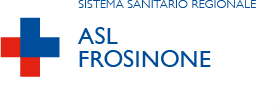 SISTEMA SANITARIO REGIONALE
ASL
FROSINONE